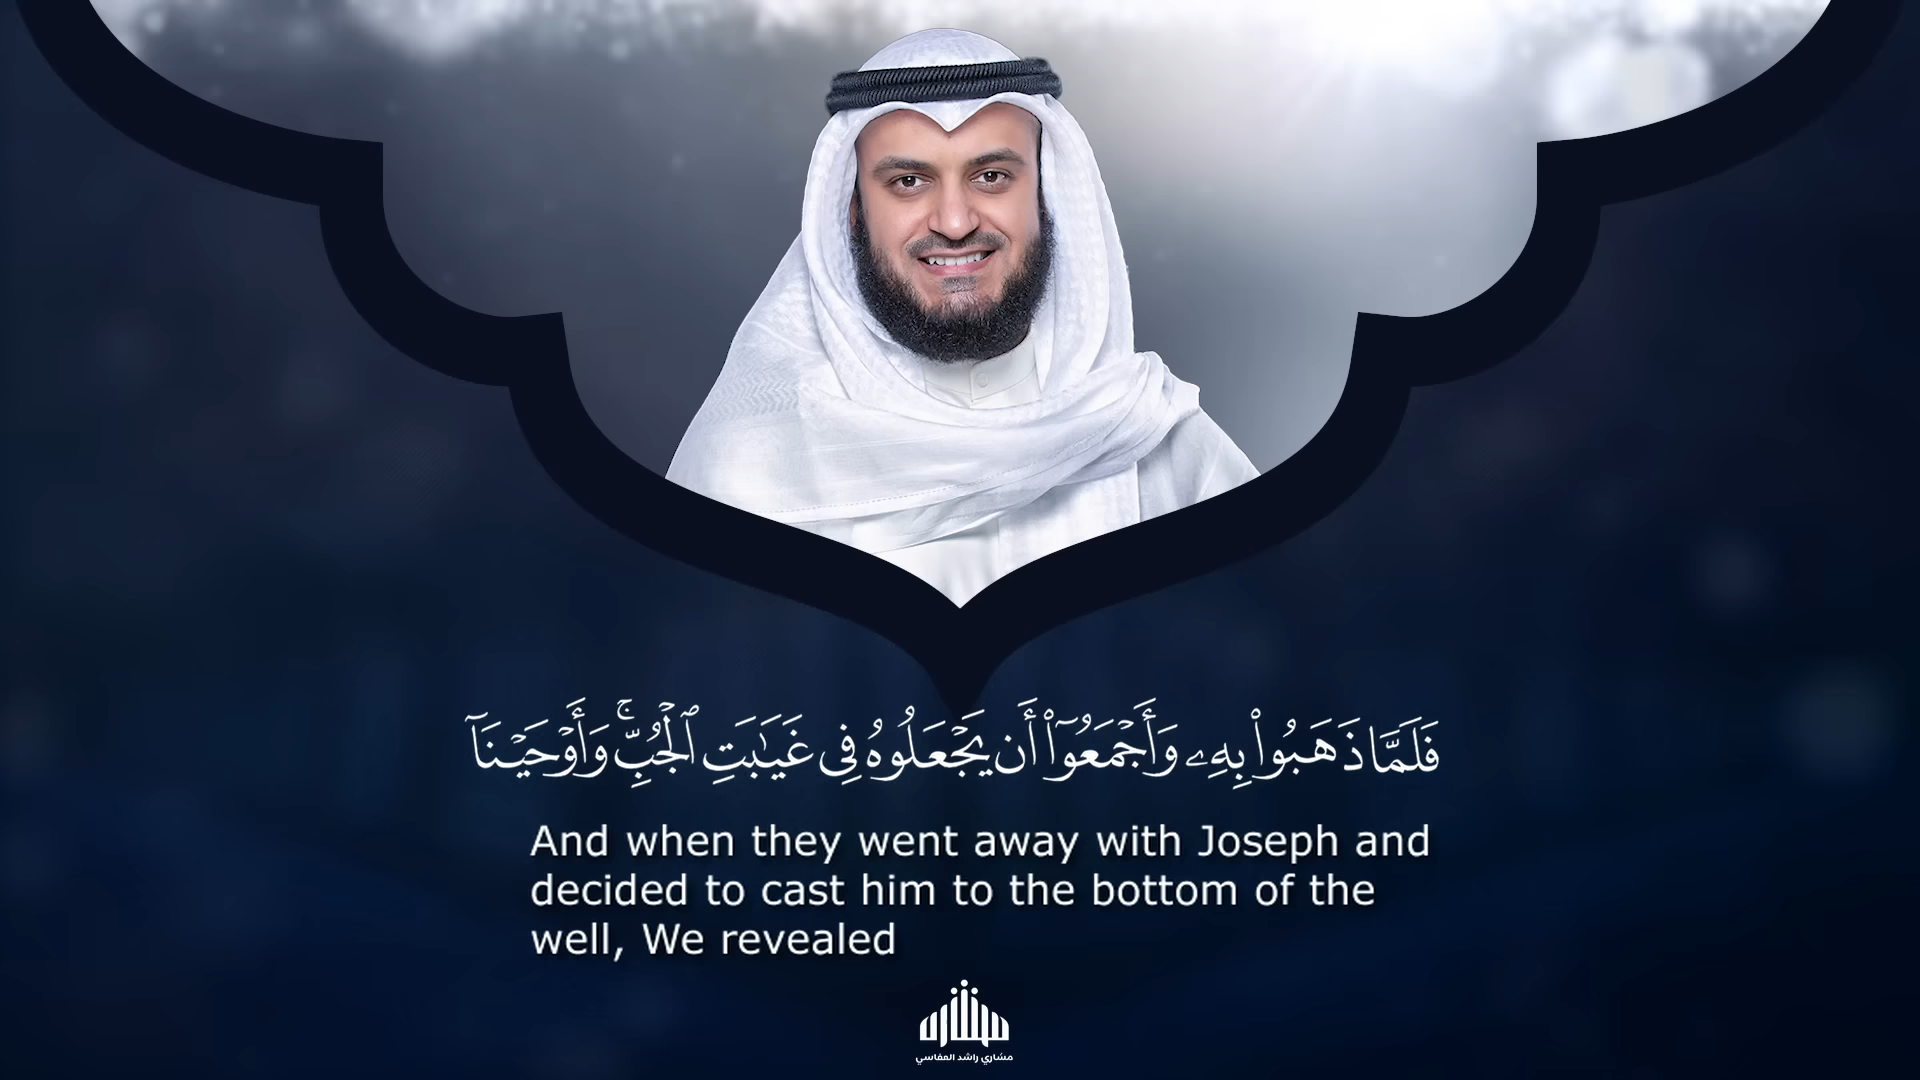 فَلَمَّا ذَهَبُوا۟ بِهِۦ وَأَجْمَعُوٓا۟ أَن يَجْعَلُوهُ فِى غَيَـٰبَتِ ٱلْجُبِّ ۚ وَأَوْحَيْنَآ
And when they went away with Joseph and
decided to cast him to the bottom of the
well, We revealed
مشاري
مشاري راشد العفاسي